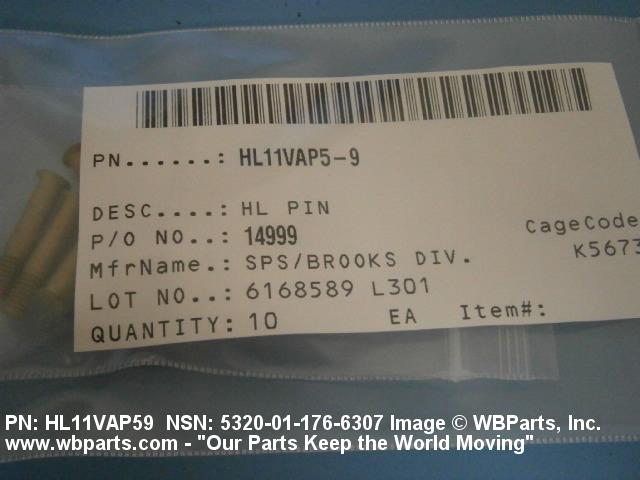 PN......: HL11VAP5-9
DESC....: HL PIN
P/O NO..: 14999
CageCode
MfrName.: SPS/BROOKS DIV.
K5673
LOT NO..: 6168589 L301
QUANTITY: 10 EA Item#:
PN: HL11VAP59 NSN: 5320-01-176-6307 Image © WBParts, Inc.
www.wbparts.com - "Our Parts Keep the World Moving"